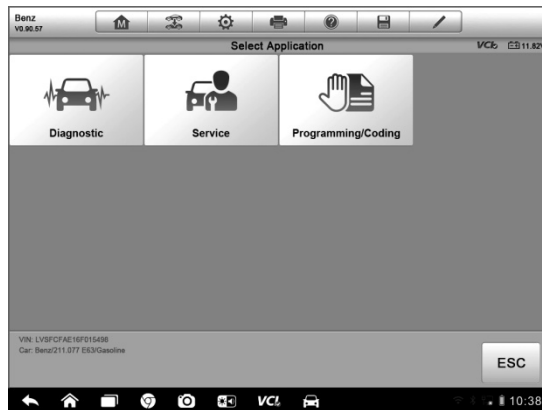 Benz
V0.90.57
M
?
Select Application
VCI
11.82V
Diagnostic
Service
Programming/Coding
VIN: LVSFCFAE16F015498
Car: Benz/211.077 E63/Gasoline
ESC
VCI
10:38